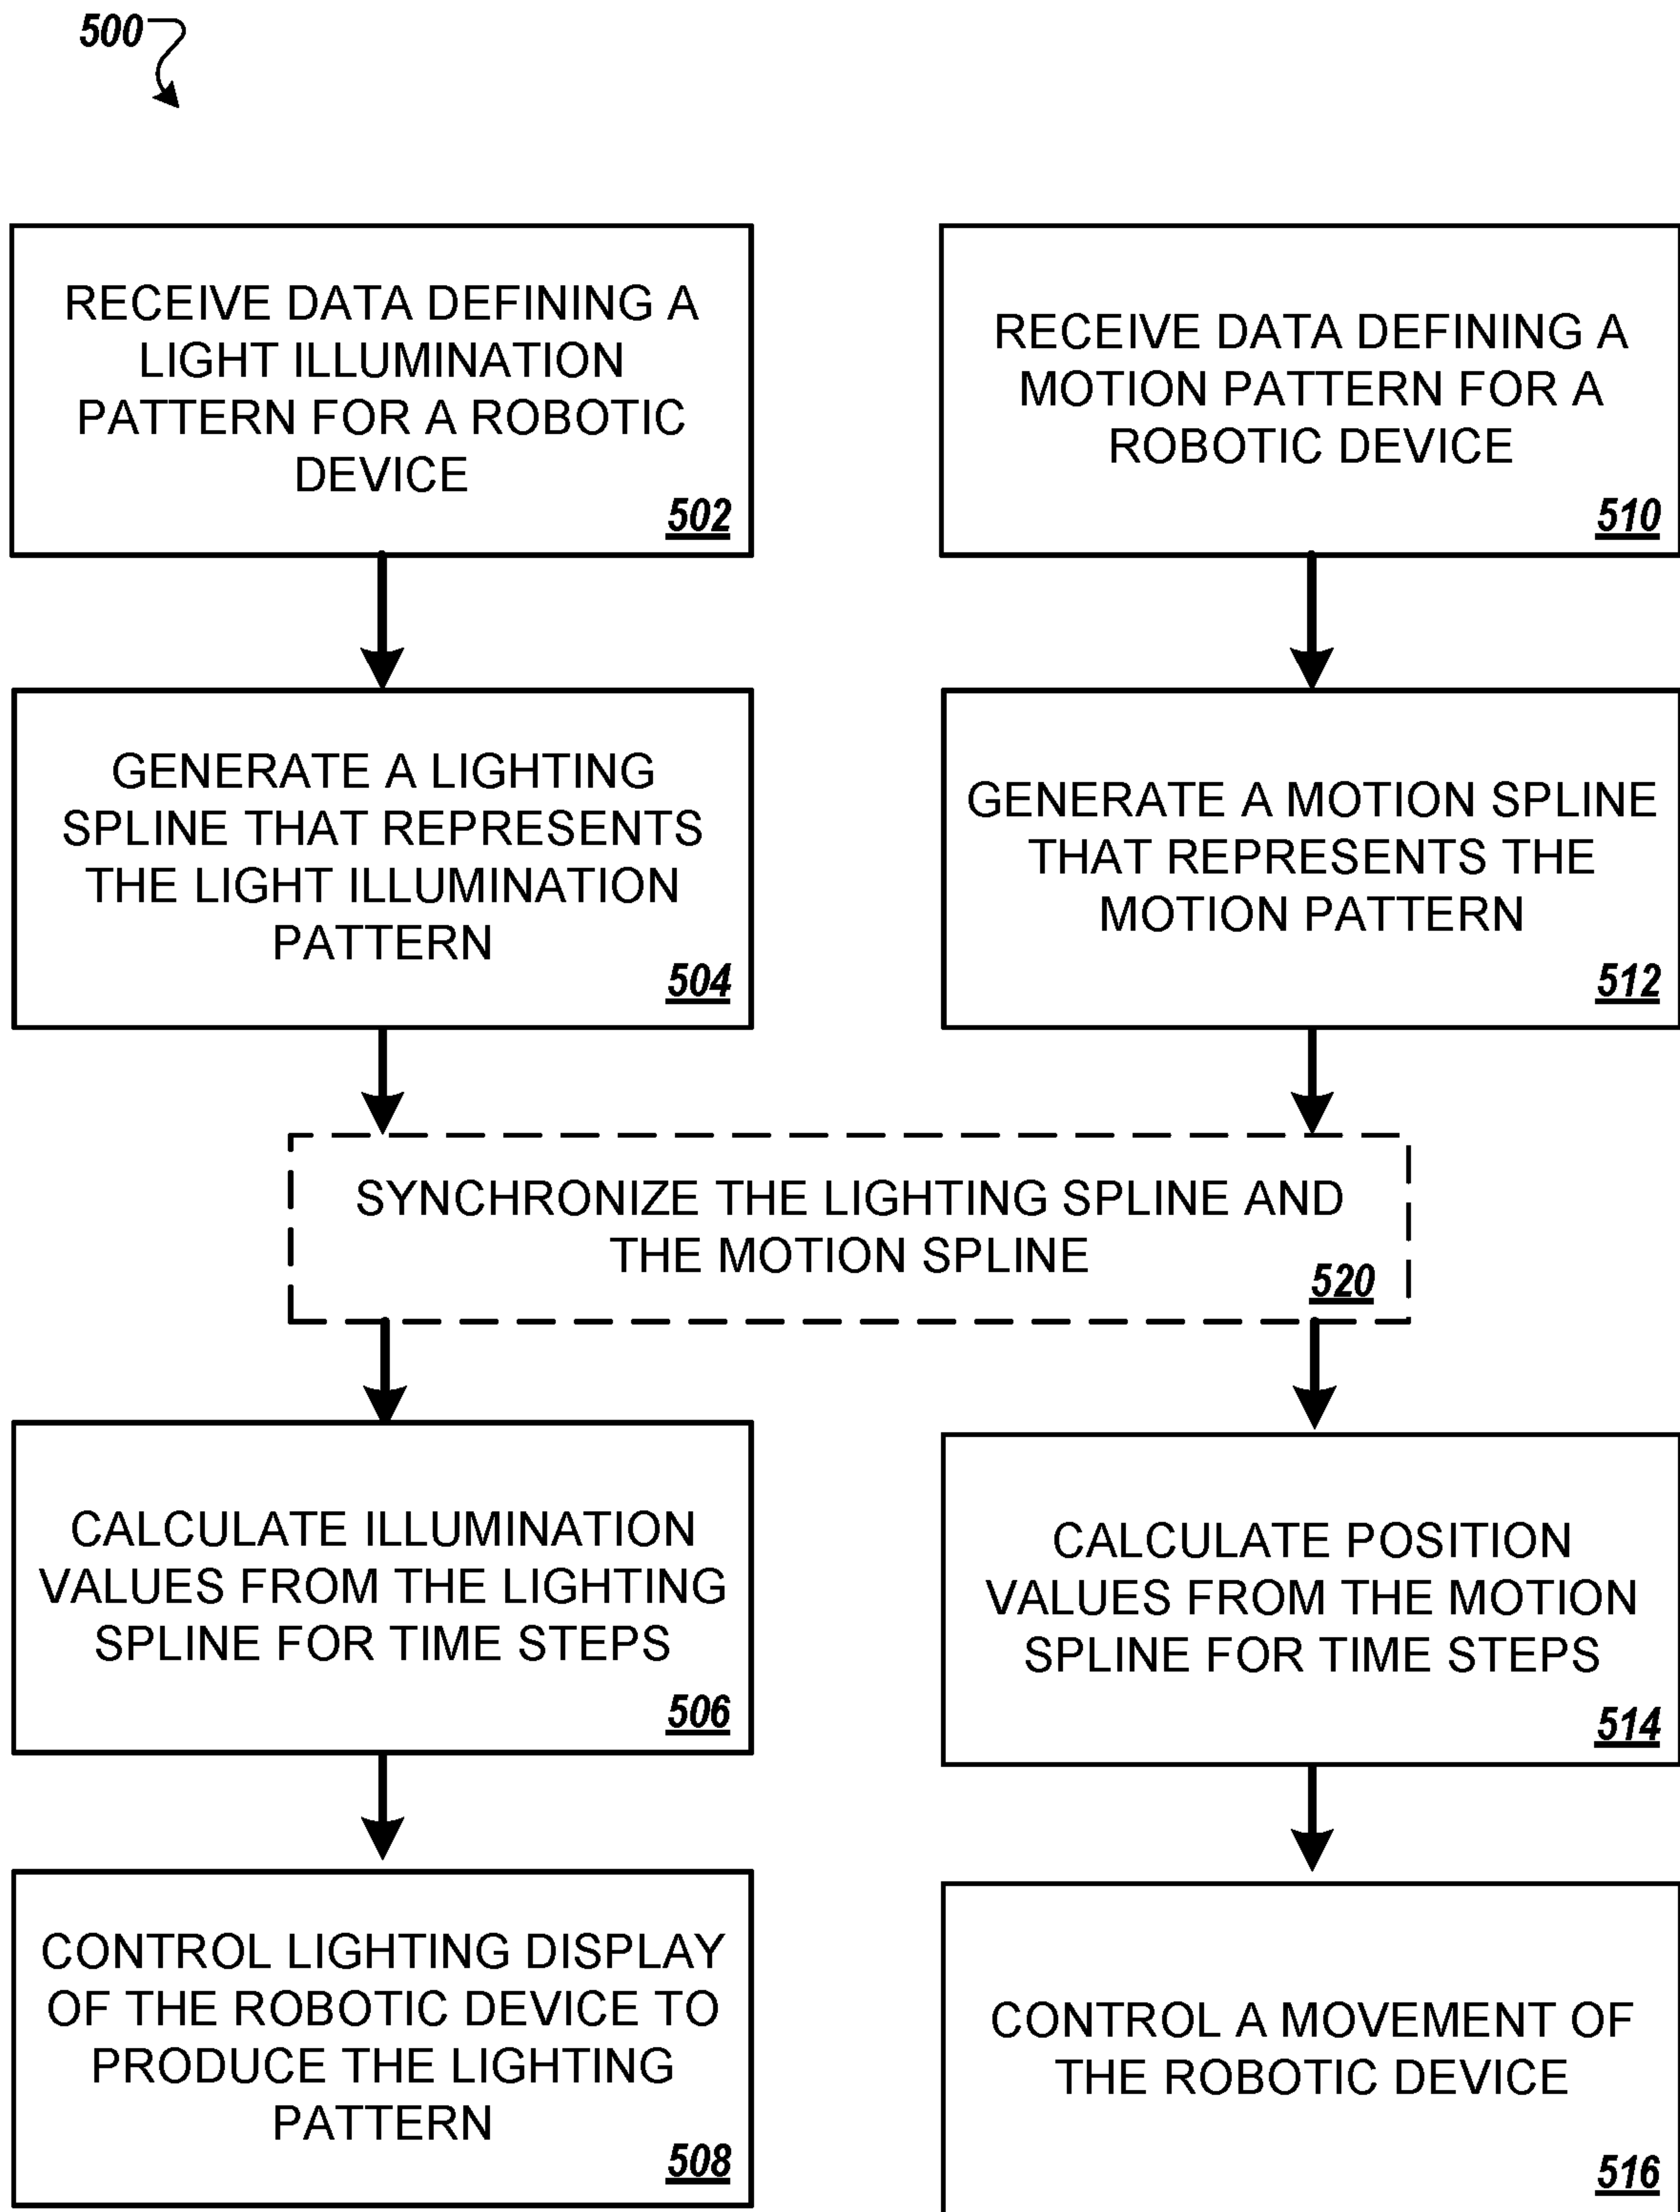 500
RECEIVE DATA DEFINING A
LIGHT ILLUMINATION
PATTERN FOR A ROBOTIC
DEVICE
502
GENERATE A LIGHTING
SPLINE THAT REPRESENTS
THE LIGHT ILLUMINATION
PATTERN
504
RECEIVE DATA DEFINING A
MOTION PATTERN FOR A
ROBOTIC DEVICE
510
GENERATE A MOTION SPLINE
THAT REPRESENTS THE
MOTION PATTERN
512
SYNCHRONIZE THE LIGHTING SPLINE AND
THE MOTION SPLINE
520
CALCULATE ILLUMINATION
VALUES FROM THE LIGHTING
SPLINE FOR TIME STEPS
506
CONTROL LIGHTING DISPLAY
OF THE ROBOTIC DEVICE TO
PRODUCE THE LIGHTING
PATTERN
508
CALCULATE POSITION
VALUES FROM THE MOTION
SPLINE FOR TIME STEPS
514
CONTROL A MOVEMENT OF
THE ROBOTIC DEVICE
516